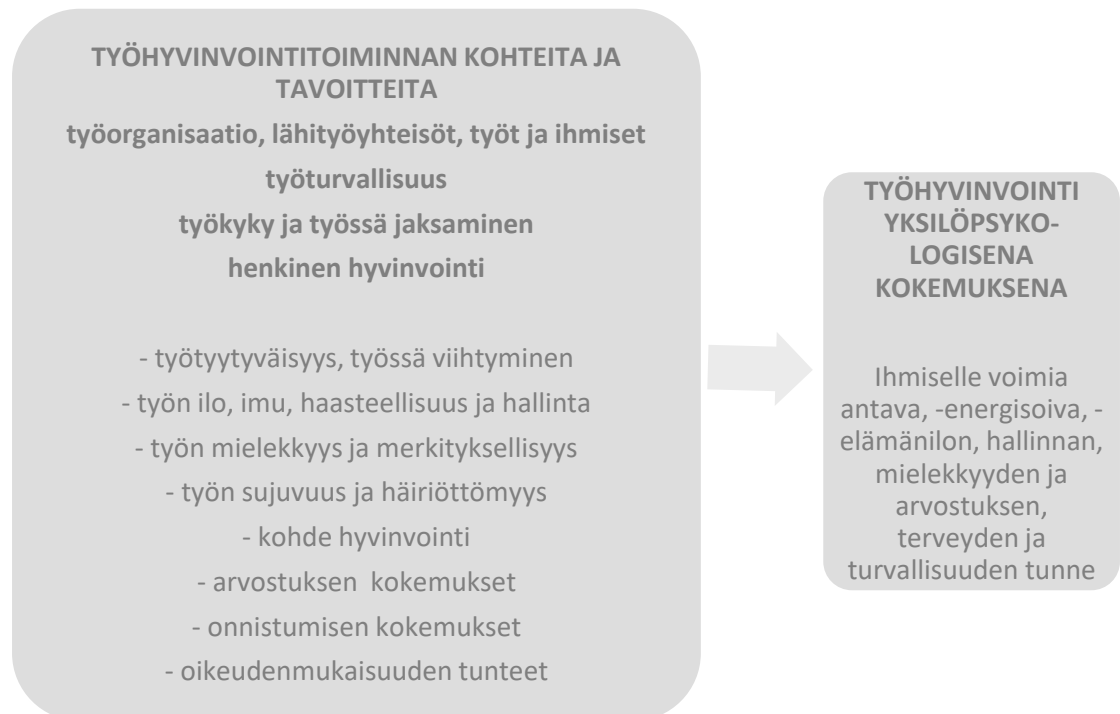 TYÖHYVINVOINTITOIMINNAN KOHTEITA JA
TAVOITTEITA
työorganisaatio, lähityöyhteisöt, työt ja ihmiset
työturvallisuus
työkyky ja työssä jaksaminen
henkinen hyvinvointi
- työtyytyväisyys, työssä viihtyminen
- työn ilo, imu, haasteellisuus ja hallinta
- työn mielekkyys ja merkityksellisyys
- työn sujuvuus ja häiriöttömyys
- kohde hyvinvointi
- arvostuksen kokemukset
- onnistumisen kokemukset
- oikeudenmukaisuuden tunteet
TYÖHYVINVOINTI
YKSILÖPSYKO-
LOGISENA
KOKEMUKSENA
Ihmiselle voimia
antava, -energisoiva, -
elämänilon, hallinnan,
mielekkyyden ja
arvostuksen,
terveyden ja
turvallisuuden tunne